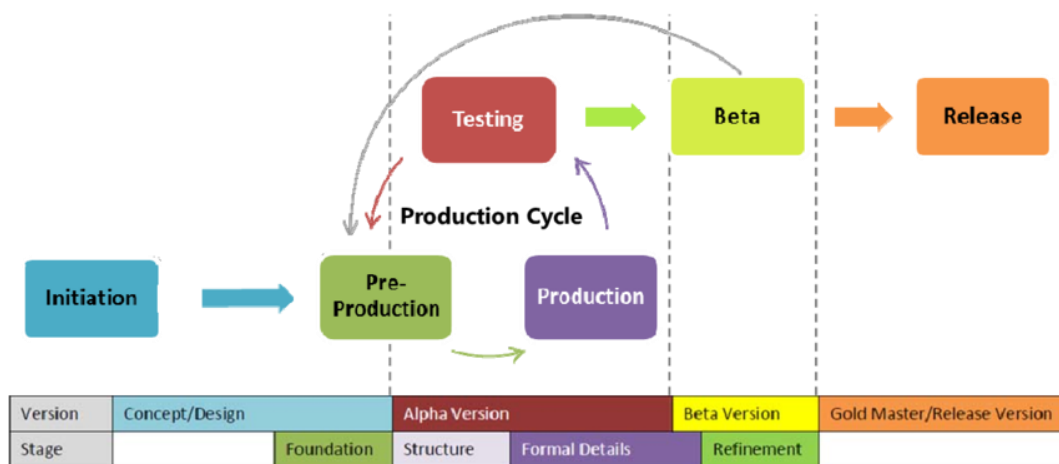 Testing
Beta
Release
Production Cycle
Initiation
Pre-
Production
Production
Version Concept/Design Alpha Version Beta Version Gold Master/Release Version
Stage Foundation Structure Formal Details Refinement